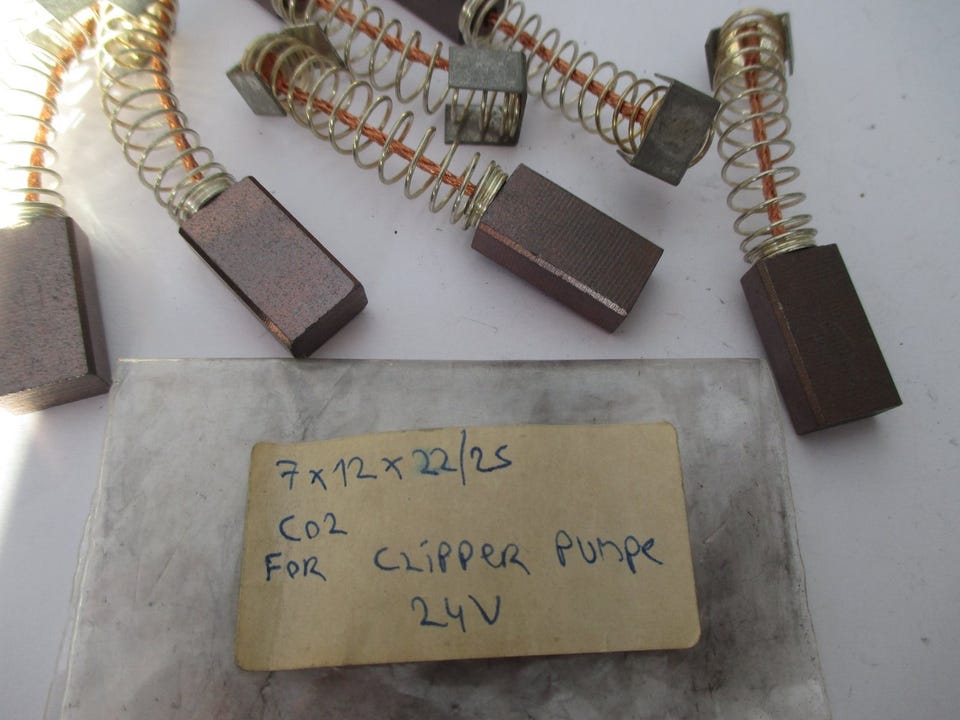 7x12x22/25
CO2
FOR CLIPPER PUMPE
24V